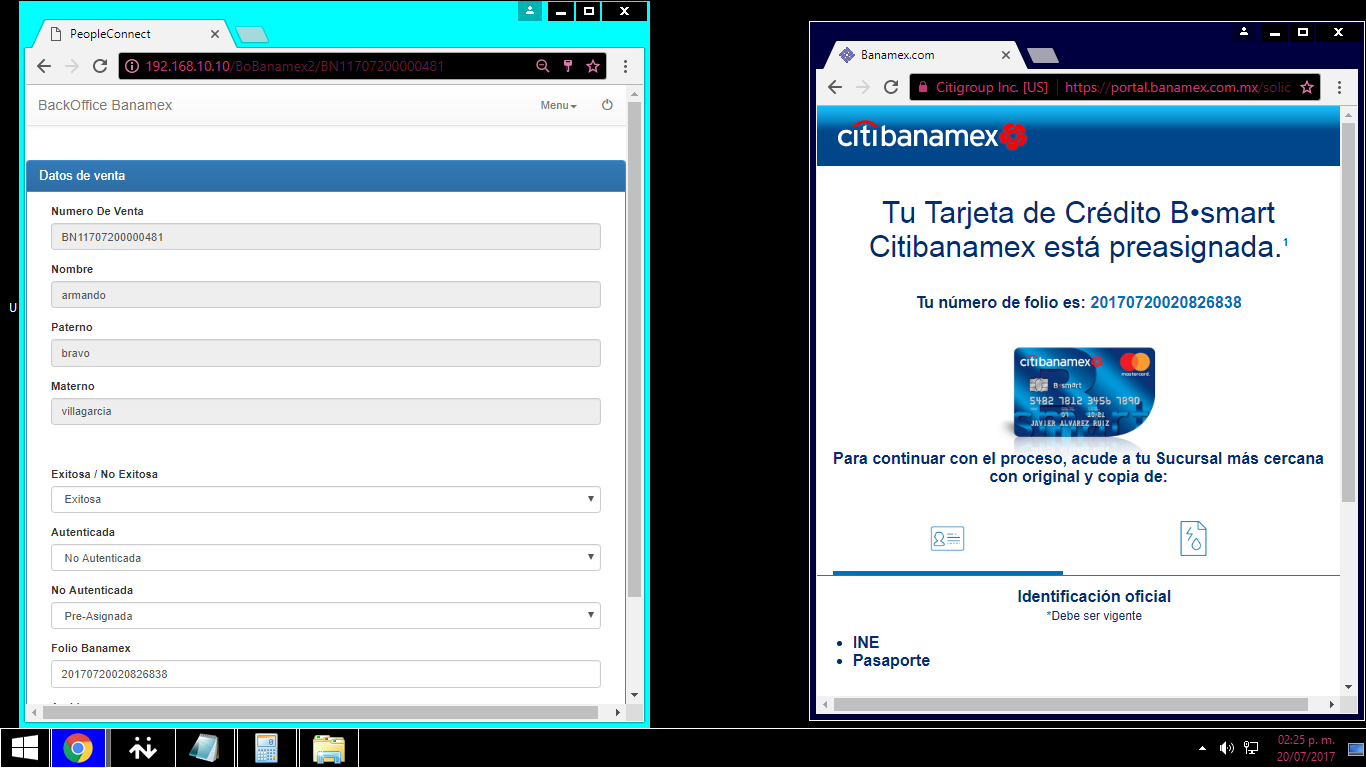 PeopleConnect
192.168.10.10/BoBanamex2/BN11707200000481
BackOffice Banamex
Menu
Datos de venta
Numero De Venta
BN11707200000481
Nombre
armando
Paterno
bravo
Materno
villagarcia
Exitosa / No Exitosa
Exitosa
Autenticada
No Autenticada
No Autenticada
Pre-Asignada
Folio Banamex
20170720020826838
U
Banamex.com
Citigroup Inc. [US] https://portal.banamex.com.mx/solic
citibanamex
Tu Tarjeta de Crédito B•smart
Citibanamex está preasignada.1
Tu número de folio es: 20170720020826838
citibanamex
mastercard.
B•smart
5482 7812 3456 7890
10/21
JAVIER ALVAREZ RUIZ
Para continuar con el proceso, acude a tu Sucursal más cercana
con original y copia de:
Identificación oficial
*Debe ser vigente
• INE
• Pasaporte
02:25 p. m.
20/07/2017